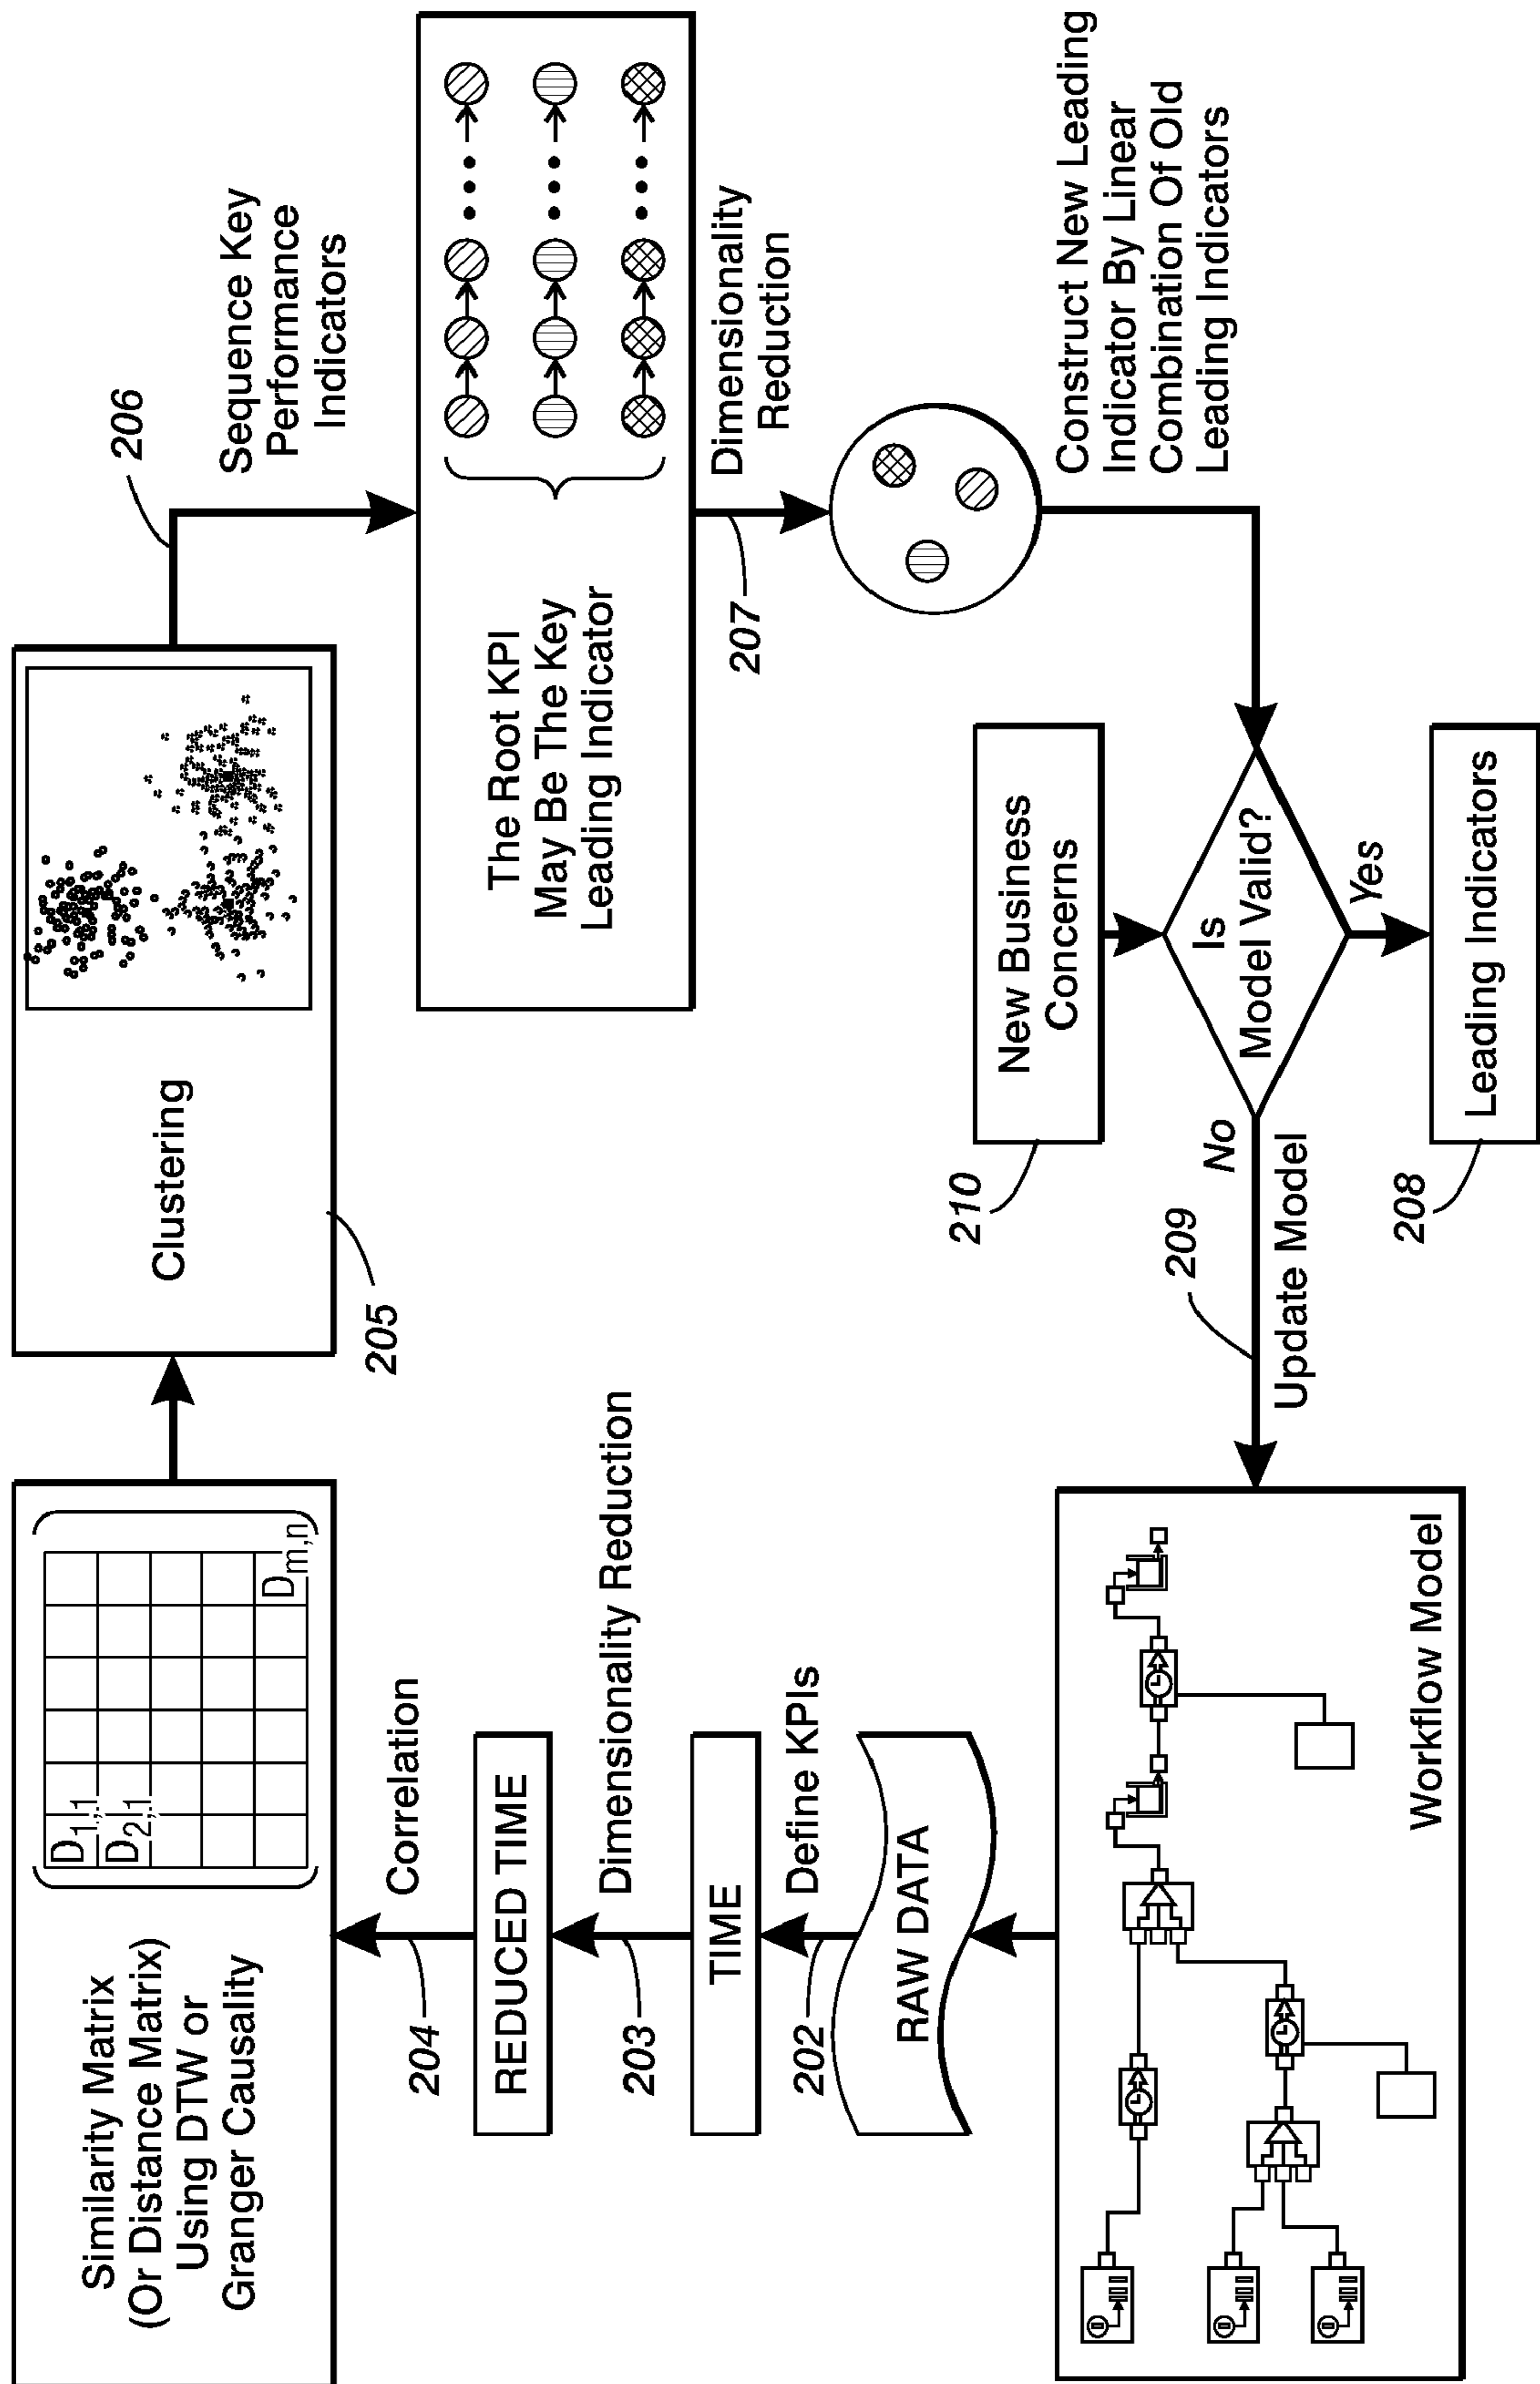 Similarity Matrix
(Or Distance Matrix)
Using DTW or
Granger Causality
D1,1
D2,1
Dm,n
Clustering
205
206
Sequence Key
Performance
Indicators
204
Correlation
REDUCED TIME
203
Dimensionality Reduction
TIME
202
Define KPIs
RAW DATA
Workflow Model
The Root KPI
May Be The Key
Leading Indicator
207
Dimensionality
Reduction
Construct New Leading
Indicator By Linear
Combination Of Old
Leading Indicators
210
New Business
Concerns
Is
Model Valid?
No
209
Update Model
Yes
208
Leading Indicators